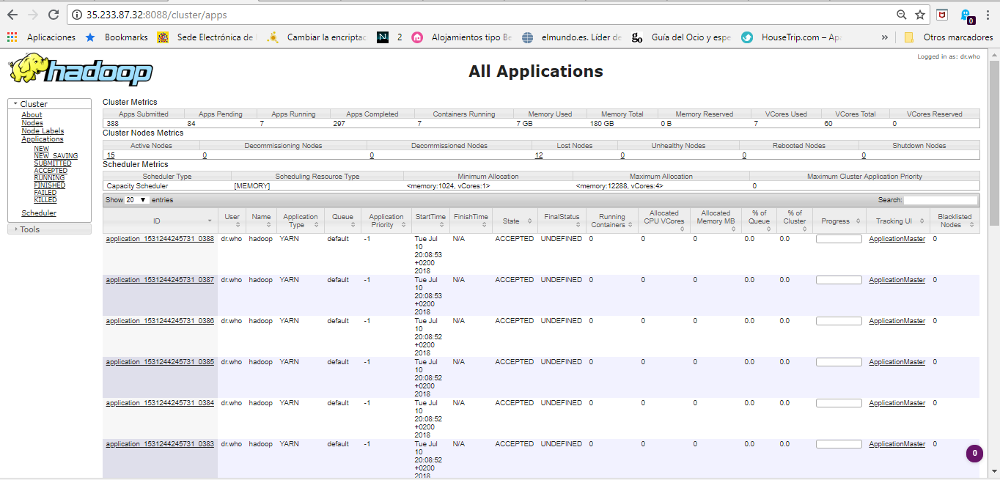 35.233.87.32:8088/cluster/apps
0
Aplicaciones Bookmarks Sede Electrónica de Cambiar la encriptac N 2 Alojamientos tipo Be elmundo.es. Líder de go Guía del Ocio y espe HouseTrip.com – Apa » Otros marcadores
Logged in as: dr.who
hadoop
All Applications
Cluster
About
Nodes
Node Labels
Applications
NEW
NEW_SAVING
SUBMITTED
ACCEPTED
RUNNING
FINISHED
FAILED
KILLED
Scheduler
Tools
Cluster Metrics
Apps Submitted Apps Pending Apps Running Apps Completed Containers Running Memory Used Memory Total Memory Reserved VCores Used VCores Total VCores Reserved
388 84 7 297 7 7 GB 180 GB 0 B 7 60 0
Cluster Nodes Metrics
Active Nodes Decommissioning Nodes Decommissioned Nodes Lost Nodes Unhealthy Nodes Rebooted Nodes Shutdown Nodes
15 0 0 12 0 0 0
Scheduler Metrics
Scheduler Type Scheduling Resource Type Minimum Allocation Maximum Allocation Maximum Cluster Application Priority
Capacity Scheduler [MEMORY] <memory:1024, vCores:1> <memory:12288, vCores:4> 0
Show 20 entries Search:
ID User Name Application Type Queue Application Priority StartTime FinishTime State FinalStatus Running Containers Allocated CPU VCores Allocated Memory MB % of Queue % of Cluster Progress Tracking UI Blacklisted Nodes
application_1531244245731_0388 dr.who hadoop YARN default -1 Tue Jul 10 20:08:53 +0200 2018 N/A ACCEPTED UNDEFINED 0 0 0 0.0 0.0 ApplicationMaster 0
application_1531244245731_0387 dr.who hadoop YARN default -1 Tue Jul 10 20:08:53 +0200 2018 N/A ACCEPTED UNDEFINED 0 0 0 0.0 0.0 ApplicationMaster 0
application_1531244245731_0386 dr.who hadoop YARN default -1 Tue Jul 10 20:08:52 +0200 2018 N/A ACCEPTED UNDEFINED 0 0 0 0.0 0.0 ApplicationMaster 0
application_1531244245731_0385 dr.who hadoop YARN default -1 Tue Jul 10 20:08:52 +0200 2018 N/A ACCEPTED UNDEFINED 0 0 0 0.0 0.0 ApplicationMaster 0
application_1531244245731_0384 dr.who hadoop YARN default -1 Tue Jul 10 20:08:52 +0200 2018 N/A ACCEPTED UNDEFINED 0 0 0 0.0 0.0 ApplicationMaster 0
application_1531244245731_0383 dr.who hadoop YARN default -1 Tue Jul 10 20:08:52 +0200 2018 N/A ACCEPTED UNDEFINED 0 0 0 0.0 0.0 ApplicationMaster 0
0